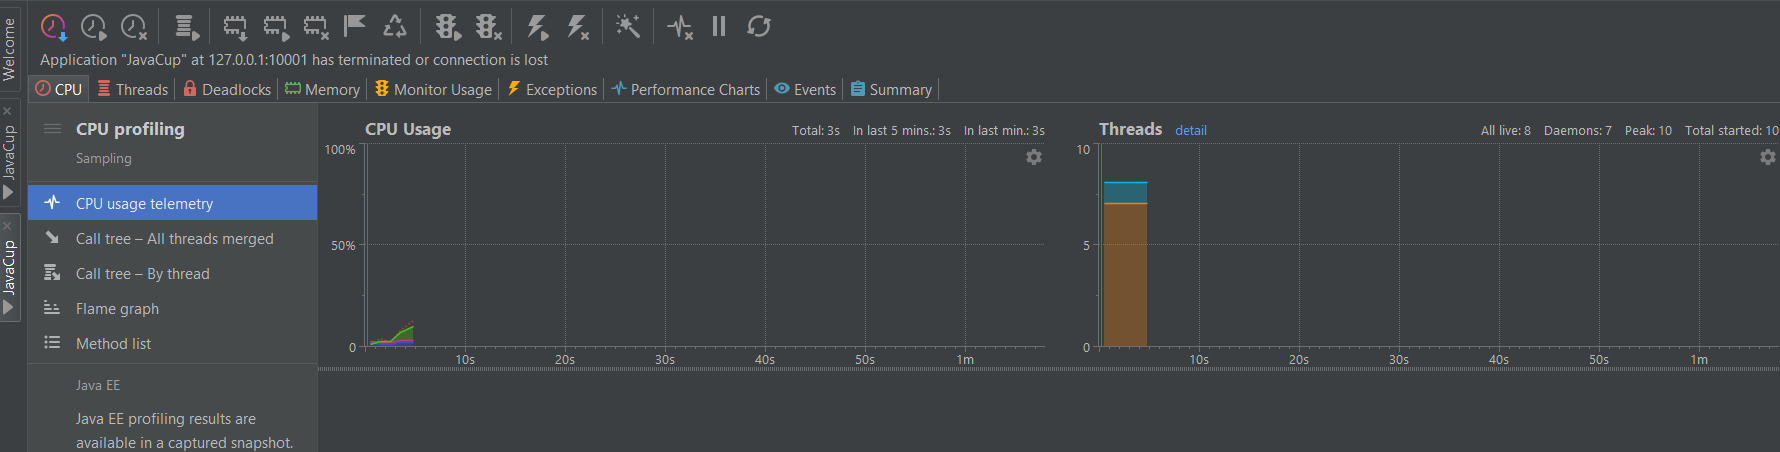 Welcome
JavaCup
JavaCup
Application "JavaCup" at 127.0.0.1:10001 has terminated or connection is lost
CPU Threads Deadlocks Memory Monitor Usage Exceptions Performance Charts Events Summary
CPU profiling
Sampling
CPU usage telemetry
Call tree – All threads merged
Call tree – By thread
Flame graph
Method list
Java EE
Java EE profiling results are
available in a captured snapshot.
CPU Usage Total: 3s In last 5 mins.: 3s In last min.: 3s
100%
50%
0
10s 20s 30s 40s 50s 1m
Threads detail All live: 8 Daemons: 7 Peak: 10 Total started: 10
10
5
0
10s 20s 30s 40s 50s 1m